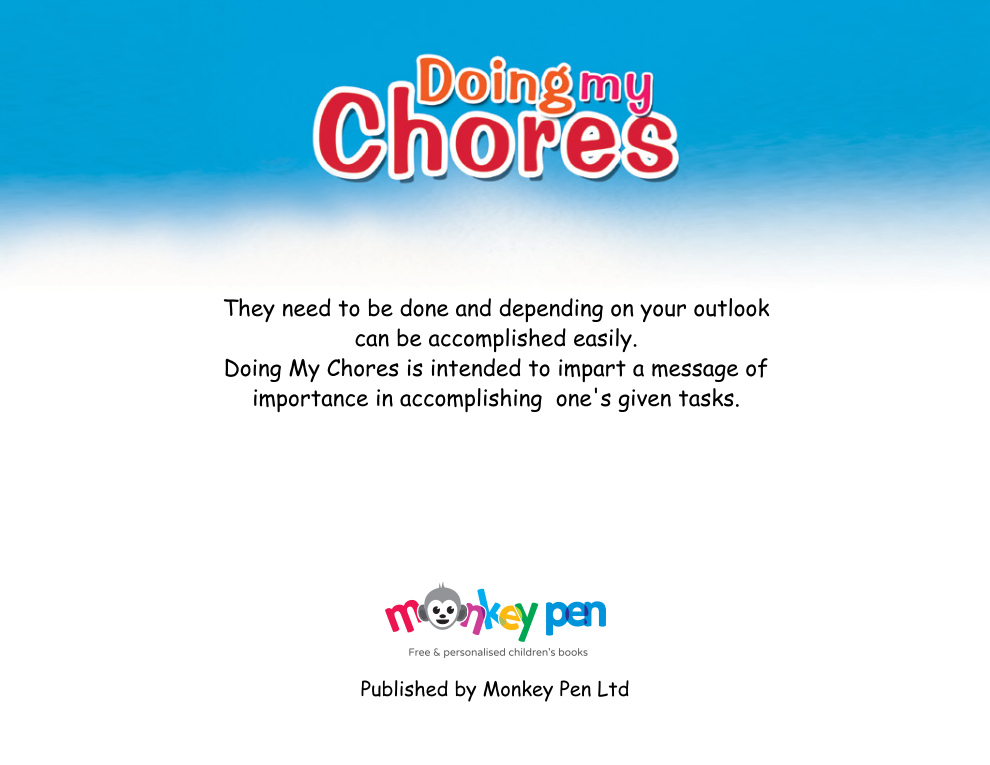 Doing my
Chores
They need to be done and depending on your outlook
can be accomplished easily.
Doing My Chores is intended to impart a message of
importance in accomplishing  one's given tasks.
monkey pen
Free & personalised children's books
Published by Monkey Pen Ltd